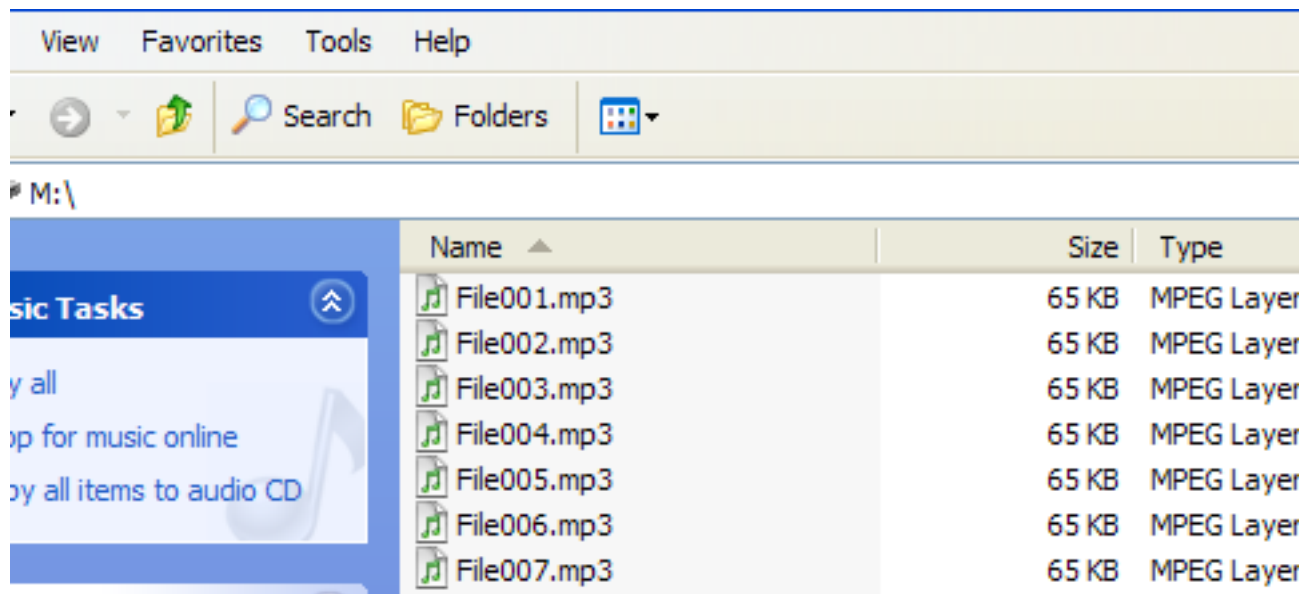 View Favorites Tools Help
Search Folders
M:\
Name Size Type
sic Tasks
y all
op for music online
by all items to audio CD
File001.mp3 65 KB MPEG Layer
File002.mp3 65 KB MPEG Layer
File003.mp3 65 KB MPEG Layer
File004.mp3 65 KB MPEG Layer
File005.mp3 65 KB MPEG Layer
File006.mp3 65 KB MPEG Layer
File007.mp3 65 KB MPEG Layer